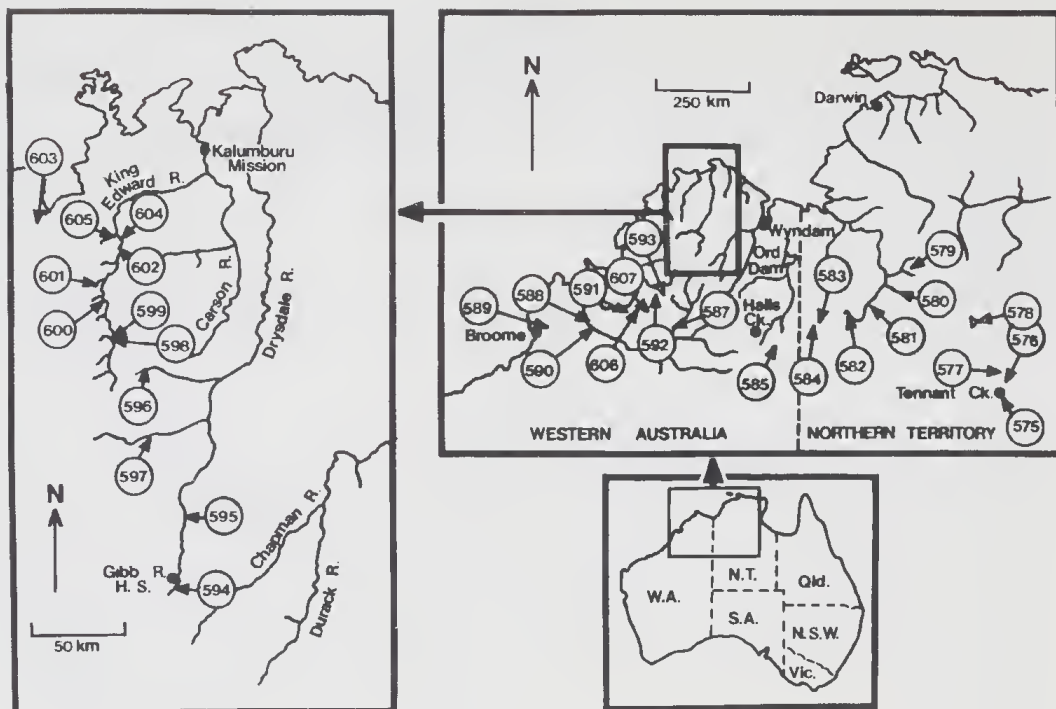 603
Kalumburu
Mission
King
Edward R.
605
604
601
602
600
599
598
Carson R.
Drysdale R.
596
597
N
595
Chapman R.
Gibb R.
H. S.
594
Durack R.
50 km
N
250 km
Darwin
593
Wyndam
Ord
Dam
579
583
588
591
607
589
Halls
Ck.
587
580
578
Broome
576
581
590
606
592
585
584
582
577
Tennant Ck.
575
WESTERN AUSTRALIA
NORTHERN TERRITORY
W.A.
N.T.
Qld.
S.A.
N.S.W.
Vic.